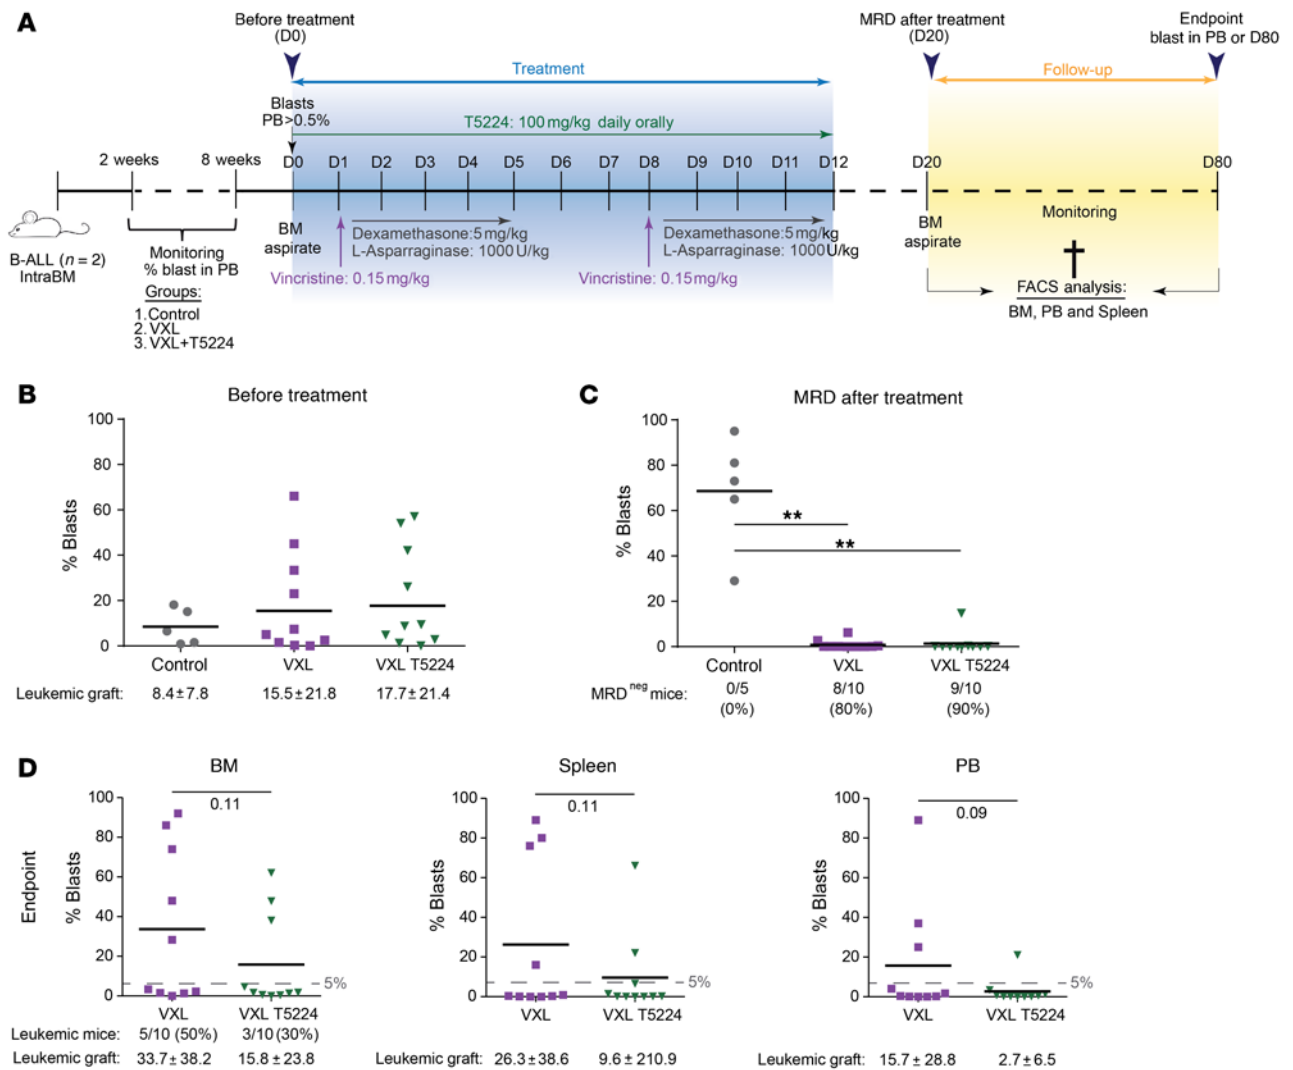 A
Before treatment
(D0)
MRD after treatment
(D20)
Endpoint
blast in PB or D80
Treatment
Follow-up
Blasts
PB>0.5%
T5224: 100 mg/kg daily orally
2 weeks
8 weeks
D0 D1 D2 D3 D4 D5 D6 D7 D8 D9 D10 D11 D12 D20 D80
B-ALL (n = 2)
IntraBM
Monitoring
% blast in PB
Groups:
1. Control
2. VXL
3. VXL+T5224
BM
aspirate
Dexamethasone: 5 mg/kg
L-Asparraginase: 1000 U/kg
Vincristine: 0.15 mg/kg
Dexamethasone: 5 mg/kg
L-Asparraginase: 1000 U/kg
Vincristine: 0.15 mg/kg
BM
aspirate
Monitoring
FACS analysis:
BM, PB and Spleen
B
Before treatment
% Blasts
100
80
60
40
20
0
Control VXL VXL T5224
Leukemic graft: 8.4 ± 7.8 15.5 ± 21.8 17.7 ± 21.4
C
MRD after treatment
% Blasts
100
80
60
40
20
0
**
**
Control VXL VXL T5224
MRD neg mice: 0/5 8/10 9/10
(0%) (80%) (90%)
D
Endpoint
BM
% Blasts
100
80
60
40
20
0
0.11
5%
VXL VXL T5224
Leukemic mice: 5/10 (50%) 3/10 (30%)
Leukemic graft: 33.7 ± 38.2 15.8 ± 23.8
Spleen
% Blasts
100
80
60
40
20
0
0.11
5%
VXL VXL T5224
Leukemic graft: 26.3 ± 38.6 9.6 ± 210.9
PB
% Blasts
100
80
60
40
20
0
0.09
5%
VXL VXL T5224
Leukemic graft: 15.7 ± 28.8 2.7 ± 6.5